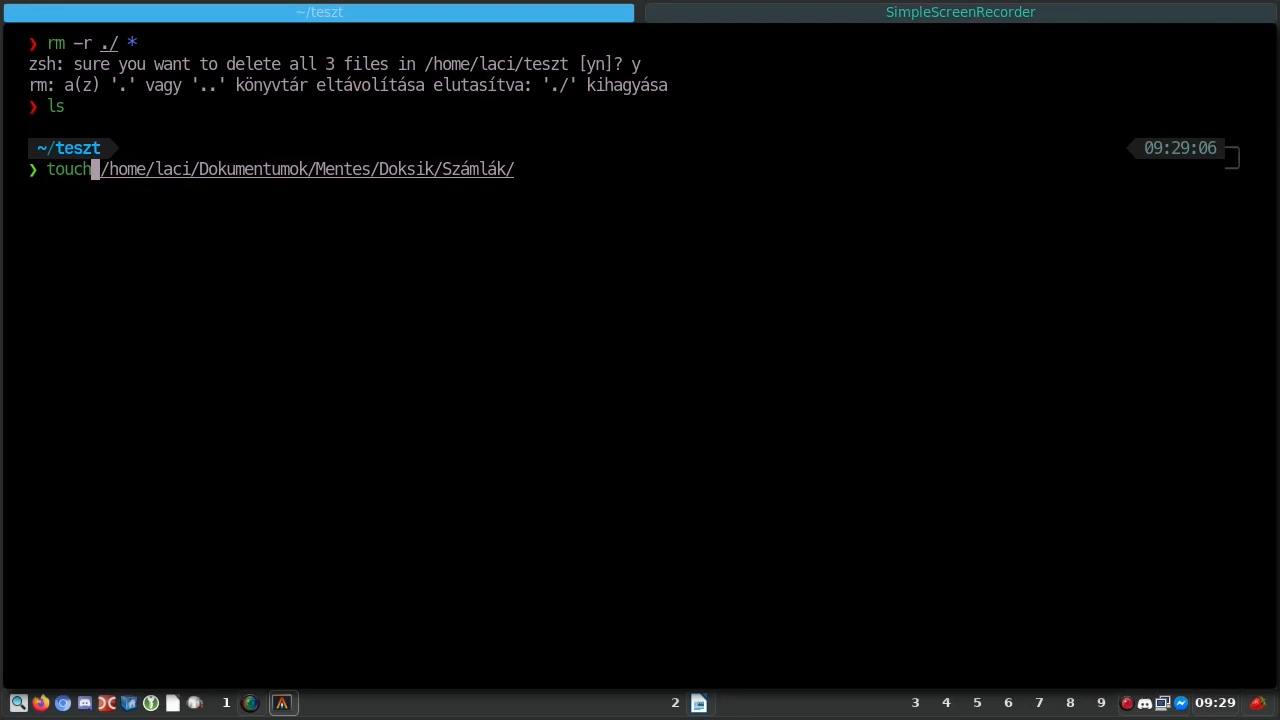 ~/teszt
SimpleScreenRecorder
❯ rm -r ./ *
zsh: sure you want to delete all 3 files in /home/laci/teszt [yn]? y
rm: a(z) '.' vagy '..' könyvtár eltávolítása elutasítva: './' kihagyása
❯ ls
~/teszt 09:29:06
❯ touch /home/laci/Dokumentumok/Mentes/Doksik/Számlák/
1 2 3 4 5 6 7 8 9 09:29